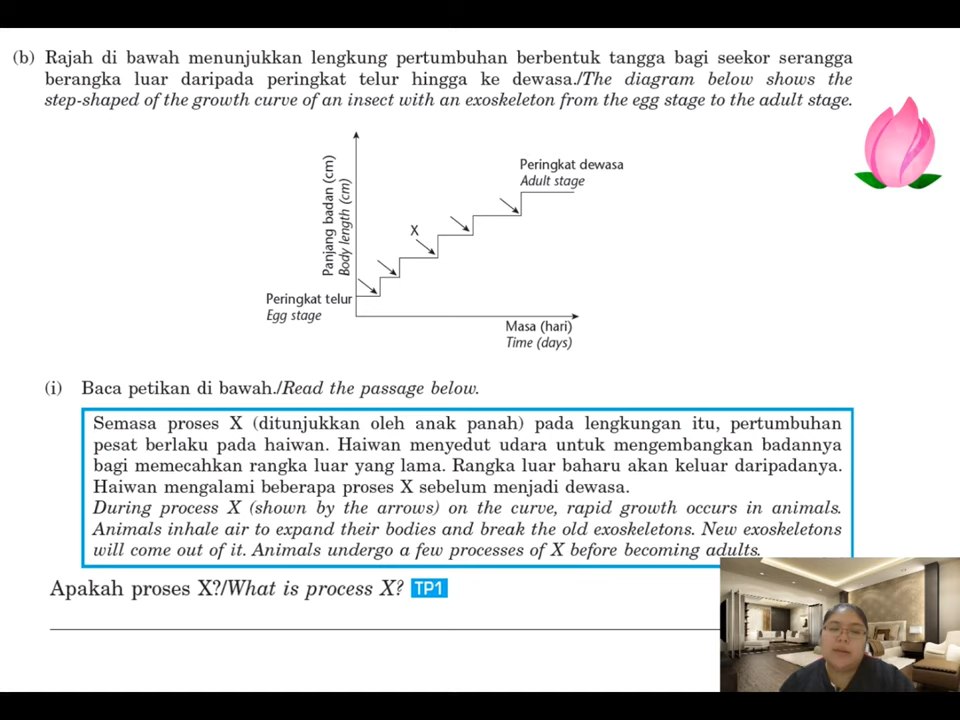 (b) Rajah di bawah menunjukkan lengkung pertumbuhan berbentuk tangga bagi seekor serangga
berangka luar daripada peringkat telur hingga ke dewasa./The diagram below shows the
step-shaped of the growth curve of an insect with an exoskeleton from the egg stage to the adult stage.
Panjang badan (cm)
Body length (cm)
Peringkat dewasa
Adult stage
X
Peringkat telur
Egg stage
Masa (hari)
Time (days)
(i) Baca petikan di bawah./Read the passage below.
Semasa proses X (ditunjukkan oleh anak panah) pada lengkungan itu, pertumbuhan
pesat berlaku pada haiwan. Haiwan menyedut udara untuk mengembangkan badannya
bagi memecahkan rangka luar yang lama. Rangka luar baharu akan keluar daripadanya.
Haiwan mengalami beberapa proses X sebelum menjadi dewasa.
During process X (shown by the arrows) on the curve, rapid growth occurs in animals.
Animals inhale air to expand their bodies and break the old exoskeletons. New exoskeletons
will come out of it. Animals undergo a few processes of X before becoming adults.
Apakah proses X?/What is process X? TP1